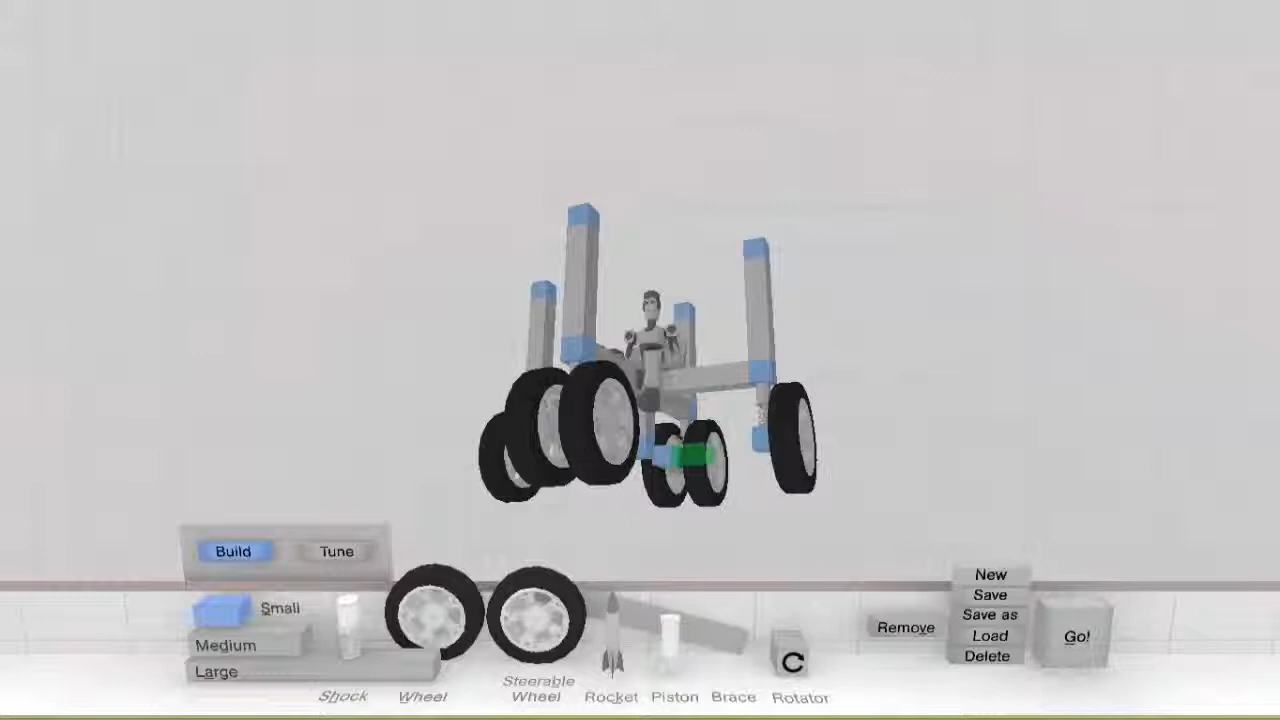 Build
Tune
Small
Medium
Large
Shock
Wheel
Steerable
Wheel
Rocket
Piston
Brace
Rotator
Remove
New
Save
Save as
Load
Delete
Go!